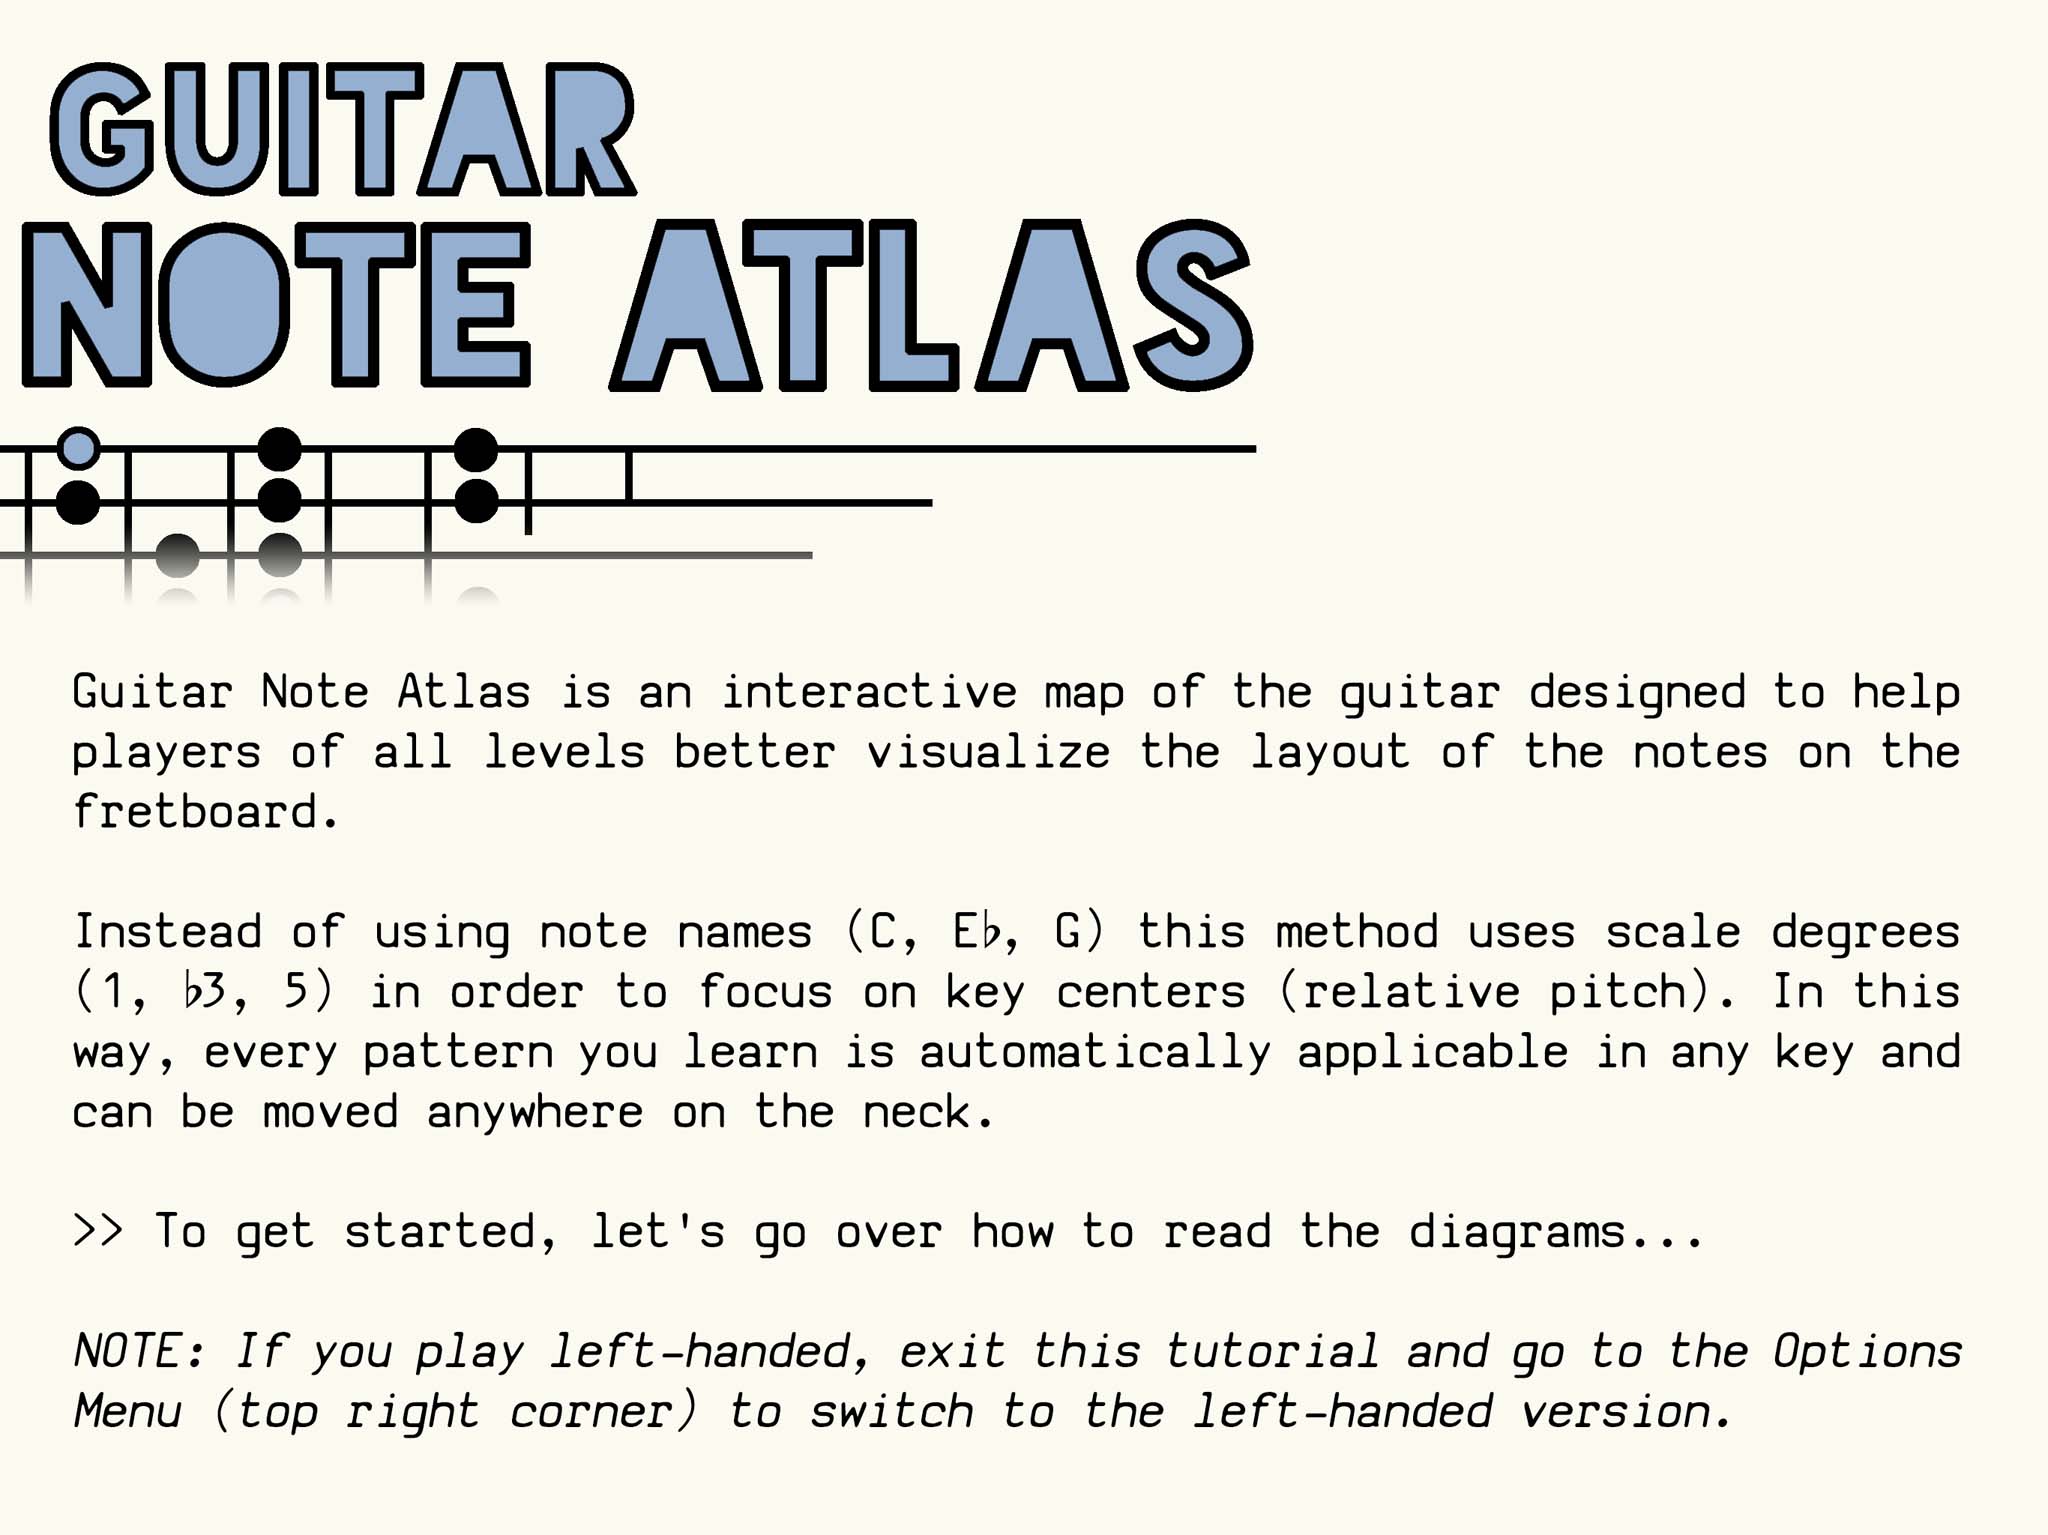 GUITAR
NOTE ATLAS
Guitar Note Atlas is an interactive map of the guitar designed to help
players of all levels better visualize the layout of the notes on the
fretboard.
Instead of using note names (C, E♭, G) this method uses scale degrees
(1, ♭3, 5) in order to focus on key centers (relative pitch). In this
way, every pattern you learn is automatically applicable in any key and
can be moved anywhere on the neck.
>> To get started, let's go over how to read the diagrams...
NOTE: If you play left-handed, exit this tutorial and go to the Options
Menu (top right corner) to switch to the left-handed version.